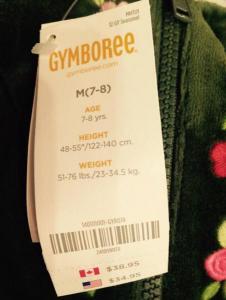 GYMBOREE
gymboree.com
M(7-8)
AGE
7-8 yrs.
HEIGHT
48-55"/122-140 cm.
WEIGHT
51-76 lbs./23-34.5 kg.
$38.95
$34.95